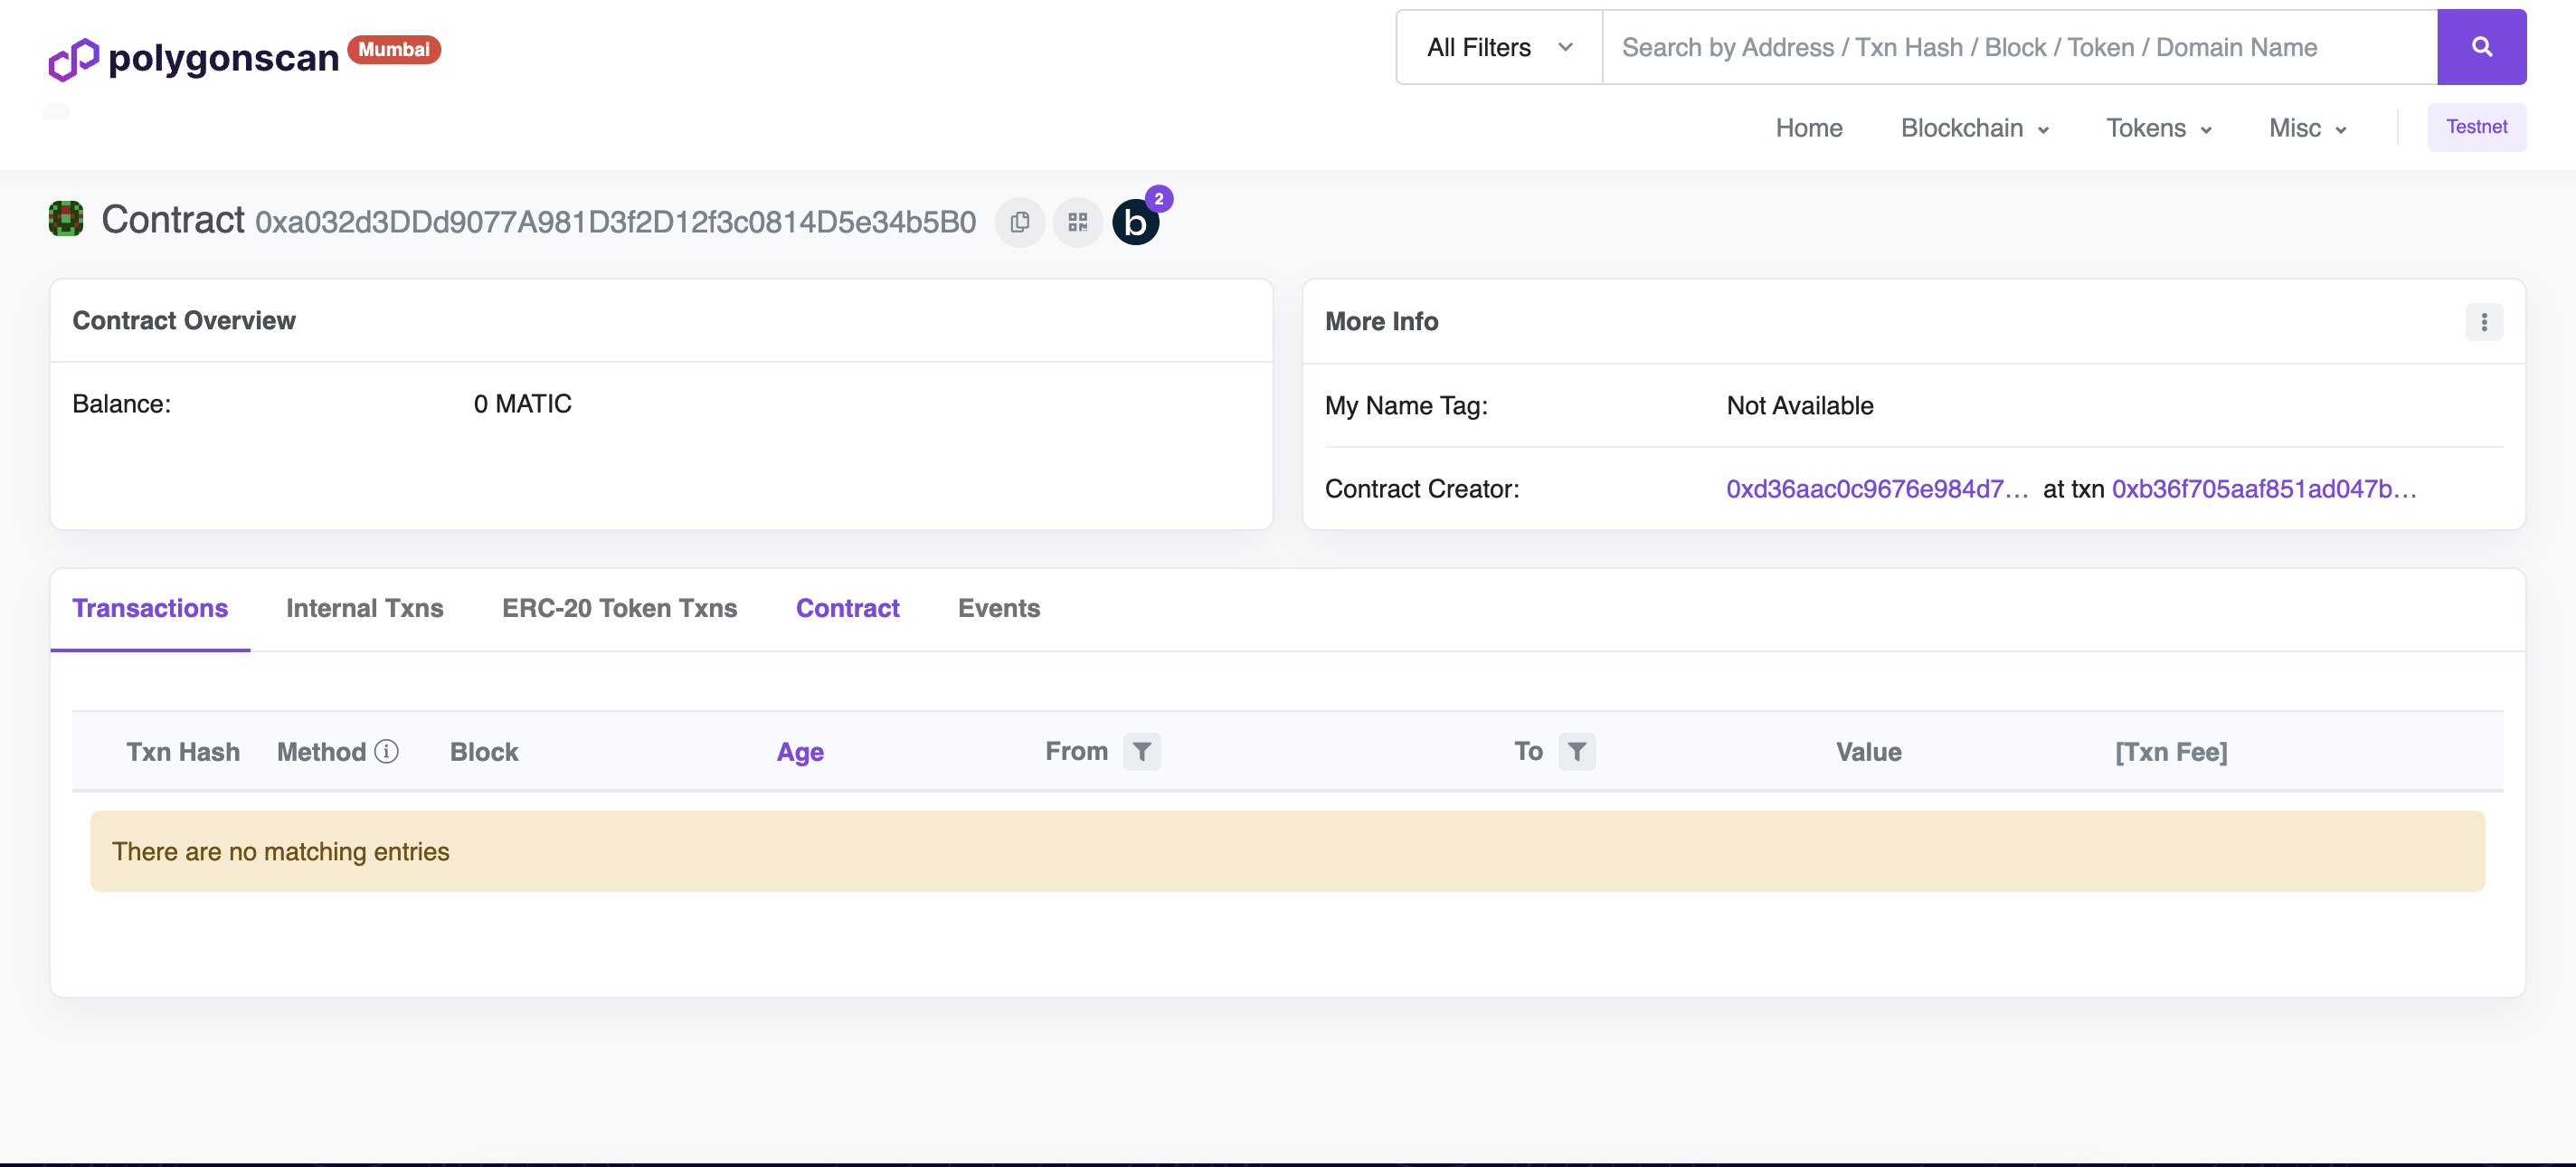 polygonscan Mumbai
All Filters
Search by Address / Txn Hash / Block / Token / Domain Name
Home Blockchain Tokens Misc Testnet
Contract 0xa032d3DDd9077A981D3f2D12f3c0814D5e34b5B0 b 2
Contract Overview
Balance: 0 MATIC
More Info
My Name Tag: Not Available
Contract Creator: 0xd36aac0c9676e984d7... at txn 0xb36f705aaf851ad047b...
Transactions Internal Txns ERC-20 Token Txns Contract Events
Txn Hash Method Block Age From To Value [Txn Fee]
There are no matching entries